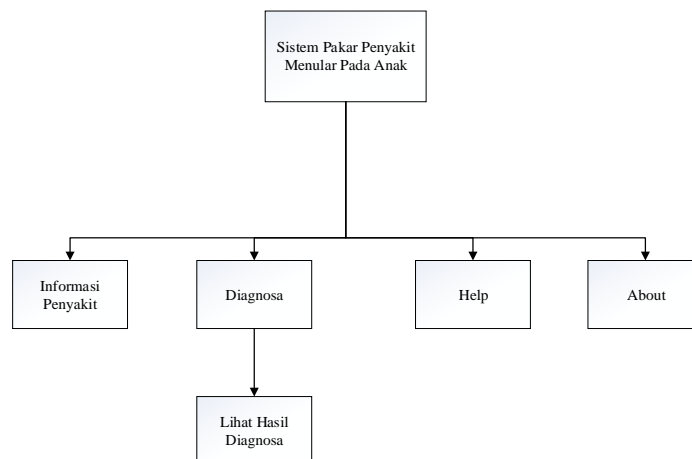 Sistem Pakar Penyakit
Menular Pada Anak
Informasi
Penyakit
Diagnosa
Help
About
Lihat Hasil
Diagnosa